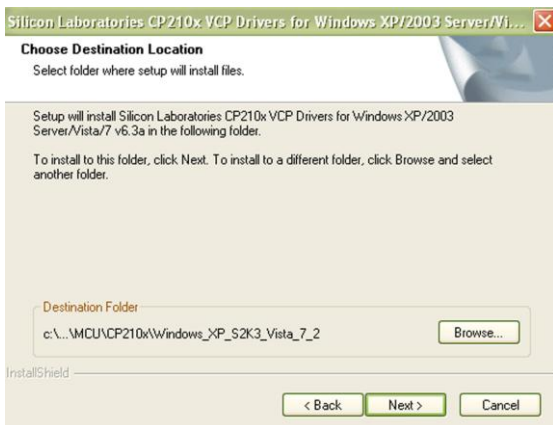 Silicon Laboratories CP210x VCP Drivers for Windows XP/2003 Server/Vi...
Choose Destination Location
Select folder where setup will install files.
Setup will install Silicon Laboratories CP210x VCP Drivers for Windows XP/2003
Server/Vista/7 v6.3a in the following folder.
To install to this folder, click Next. To install to a different folder, click Browse and select
another folder.
Destination Folder
c:\...\MCU\CP210x\Windows_XP_S2K3_Vista_7_2
Browse...
InstallShield
< Back
Next >
Cancel